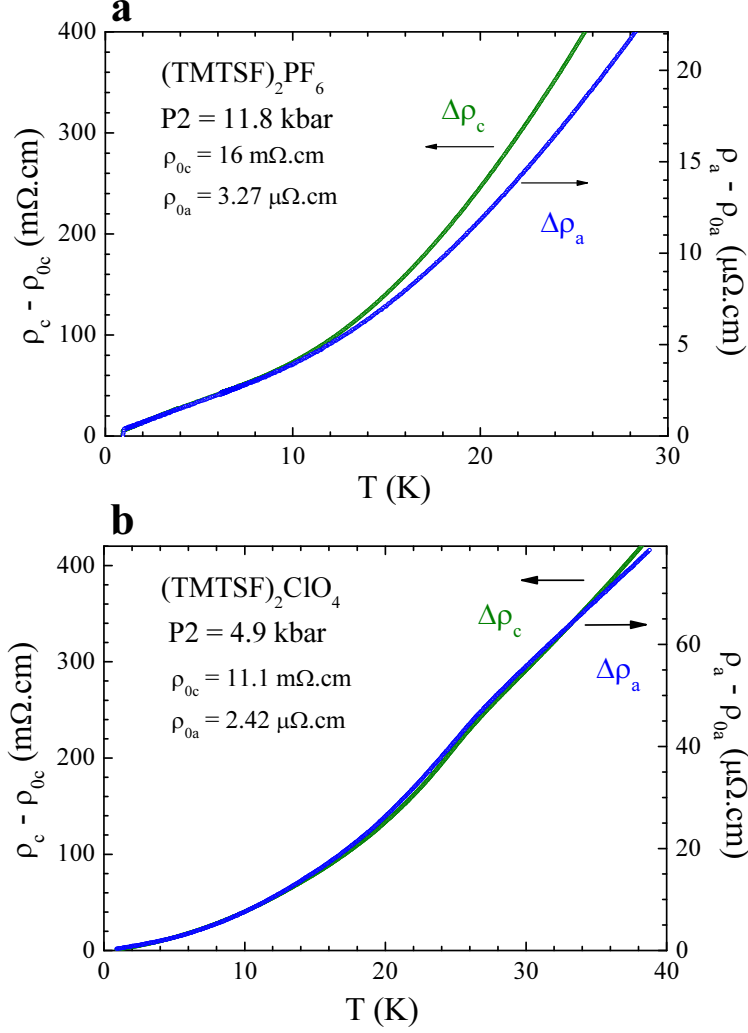 a
(TMTSF)₂PF₆
P2 = 11.8 kbar
ρ₀c = 16 mΩ.cm
ρ₀a = 3.27 μΩ.cm
Δρc
Δρa
400
300
200
100
0
ρc - ρ₀c (mΩ.cm)
20
15
10
5
0
ρa - ρ₀a (μΩ.cm)
0 10 20 30
T (K)
b
(TMTSF)₂ClO₄
P2 = 4.9 kbar
ρ₀c = 11.1 mΩ.cm
ρ₀a = 2.42 μΩ.cm
Δρc
Δρa
400
300
200
100
0
ρc - ρ₀c (mΩ.cm)
60
40
20
0
ρa - ρ₀a (μΩ.cm)
0 10 20 30 40
T (K)